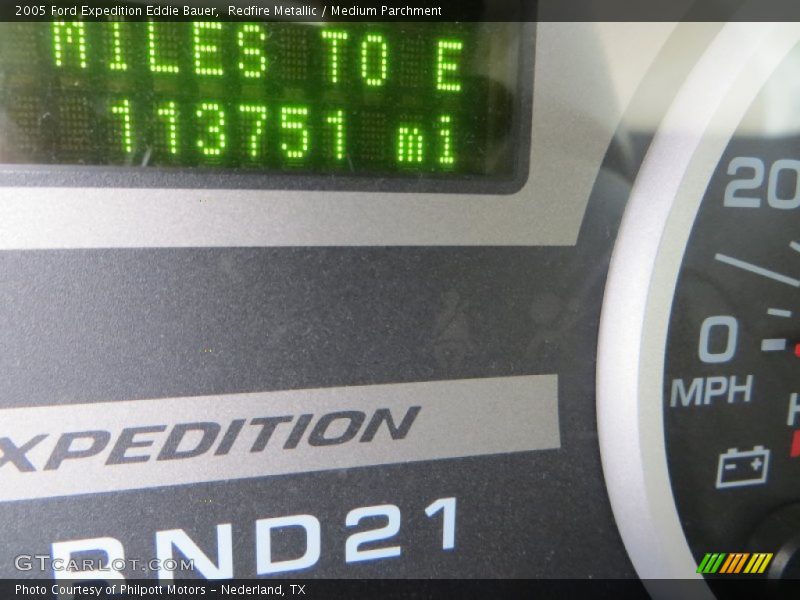 2005 Ford Expedition Eddie Bauer, Redfire Metallic / Medium Parchment
MILES TO E
113751 mi
20
0
MPH
XPEDITION
RND21
GTCARLOT.COM
Photo Courtesy of Philpott Motors – Nederland, TX